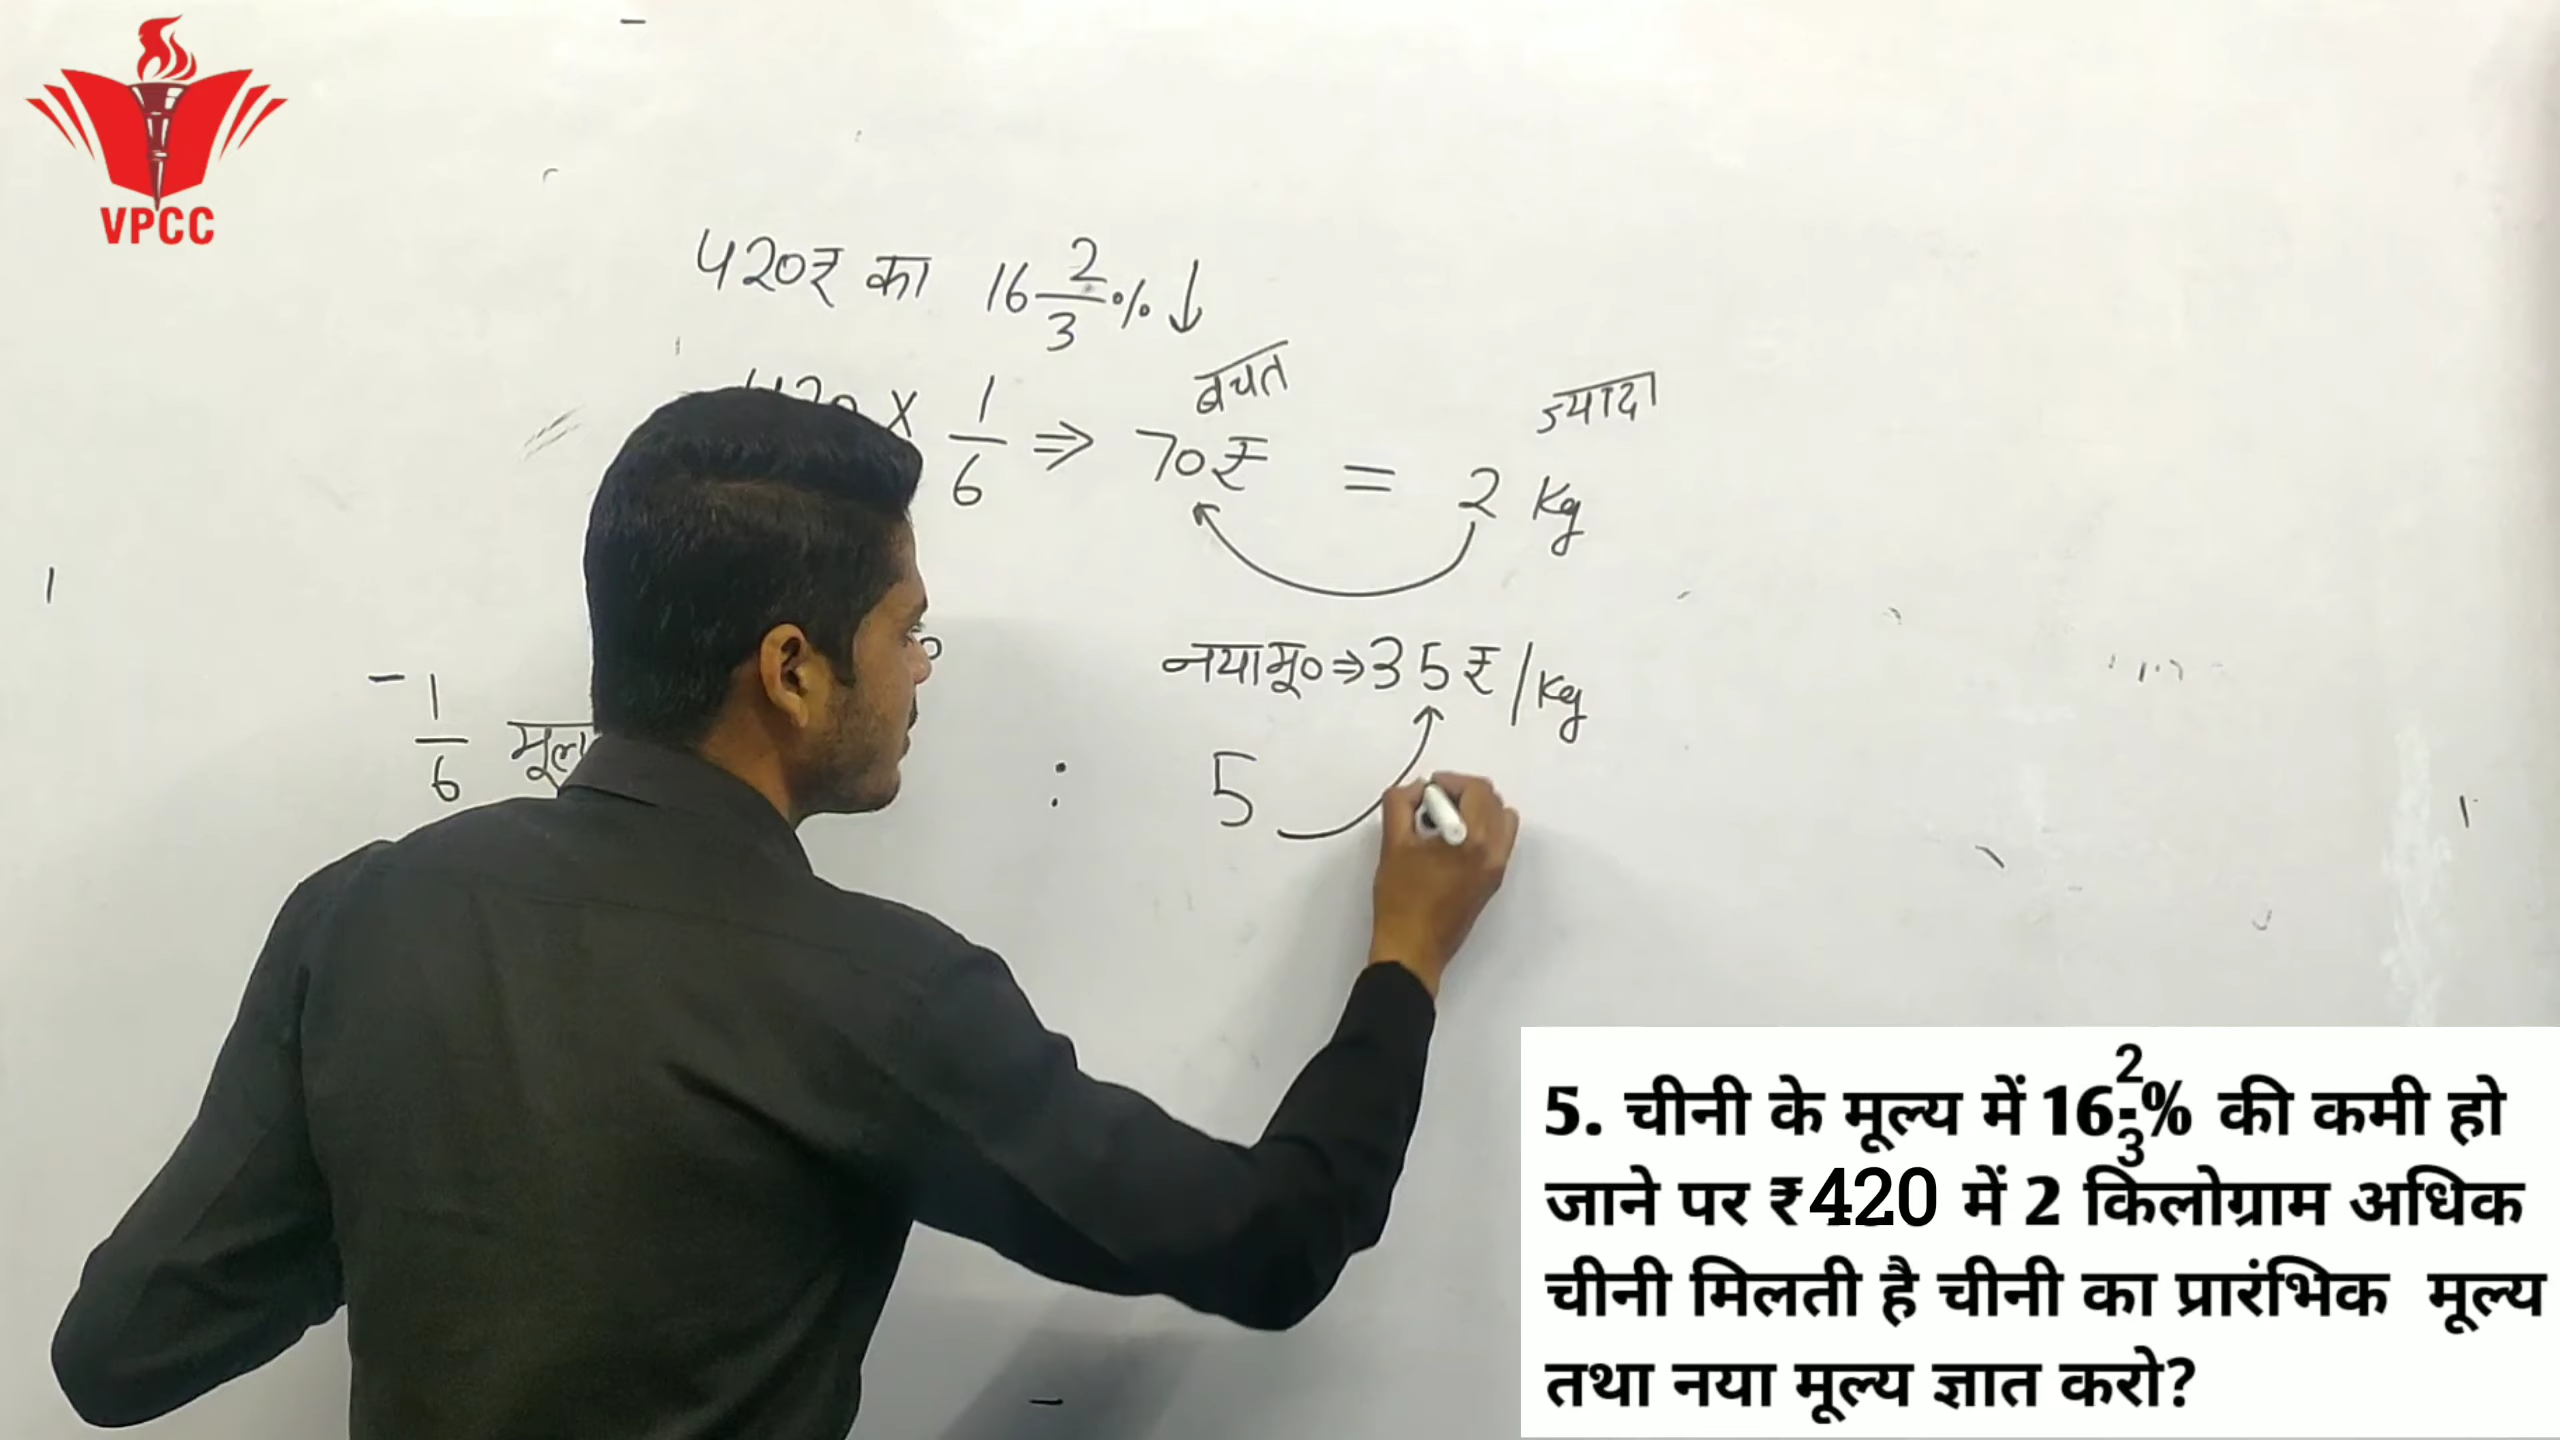 VPCC
420₹ का 16 2/3 % ↓
420 × 1/6 ⇒ 70₹ = 2 Kg
बचत
ज्यादा
नया मू० ⇒ 35₹/Kg
- 1/6
: 5
5. चीनी के मूल्य में 16 2/3 % की कमी हो
जाने पर ₹420 में 2 किलोग्राम अधिक
चीनी मिलती है चीनी का प्रारंभिक मूल्य
तथा नया मूल्य ज्ञात करो?